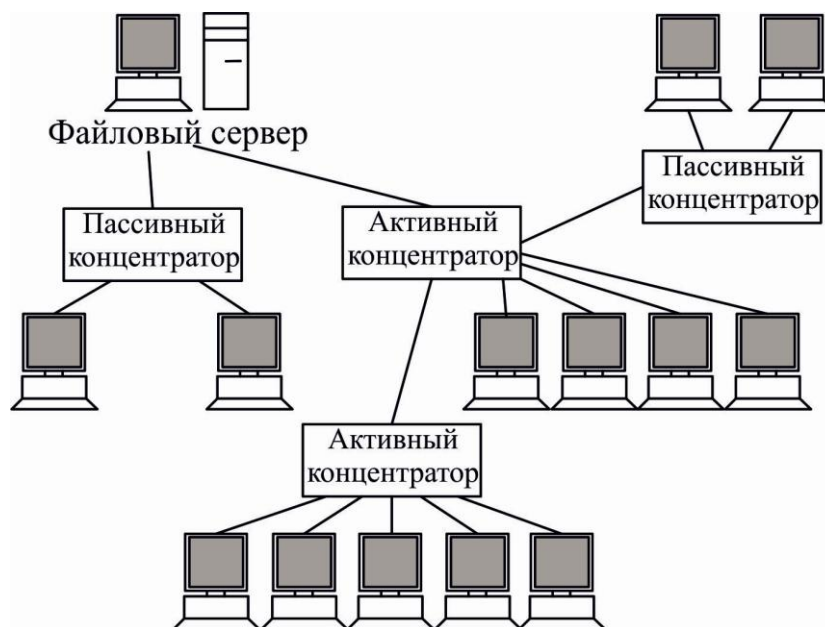 Файловый сервер
Пассивный
концентратор
Пассивный
концентратор
Активный
концентратор
Активный
концентратор